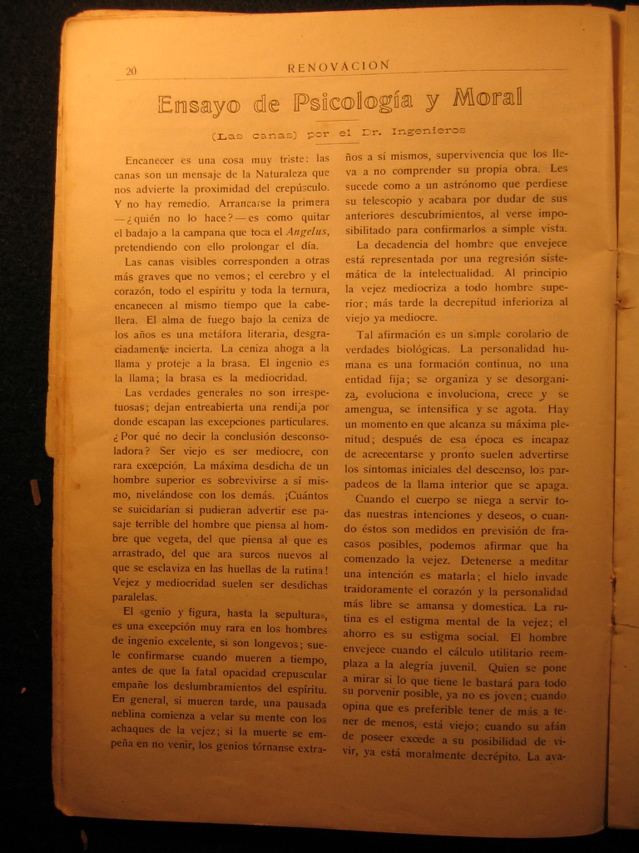 20
RENOVACION
Ensayo de Psicología y Moral
(Las canas) por el Dr. Ingenieros
Encanecer es una cosa muy triste: las
canas son un mensaje de la Naturaleza que
nos advierte la proximidad del crepúsculo.
Y no hay remedio. Arrancarse la primera
—¿quién no lo hace?— es como quitar
el badajo a la campana que toca el Angelus,
pretendiendo con ello prolongar el día.
Las canas visibles corresponden a otras
más graves que no vemos; el cerebro y el
corazón, todo el espíritu y toda la ternura,
encanecen al mismo tiempo que la cabe-
llera. El alma de fuego bajo la ceniza de
los años es una metáfora literaria, desgra-
ciadamente incierta. La ceniza ahoga a la
llama y proteje a la brasa. El ingenio es
la llama; la brasa es la mediocridad.
Las verdades generales no son irrespe-
tuosas; dejan entreabierta una rendija por
donde escapan las excepciones particulares.
¿Por qué no decir la conclusión desconso-
ladora? Ser viejo es ser mediocre, con
rara excepción. La máxima desdicha de un
hombre superior es sobrevivirse a sí mis-
mo, nivelándose con los demás. ¡Cuántos
se suicidarían si pudieran advertir ese pa-
saje terrible del hombre que piensa al hom-
bre que vegeta, del que piensa al que es
arrastrado, del que ara surcos nuevos al
que se esclaviza en las huellas de la rutina!
Vejez y mediocridad suelen ser desdichas
paralelas.
El «genio y figura, hasta la sepultura»,
es una excepción muy rara en los hombres
de ingenio excelente, si son longevos; sue-
le confirmarse cuando mueren a tiempo,
antes de que la fatal opacidad crepuscular
empañe los deslumbramientos del espíritu.
En general, si mueren tarde, una pausada
neblina comienza a velar su mente con los
achaques de la vejez; si la muerte se em-
peña en no venir, los genios tórnanse extra-
ños a sí mismos, supervivencia que los lle-
va a no comprender su propia obra. Les
sucede como a un astrónomo que perdiese
su telescopio y acabara por dudar de sus
anteriores descubrimientos, al verse impo-
sibilitado para confirmarlos a simple vista.
La decadencia del hombre que envejece
está representada por una regresión siste-
mática de la intelectualidad. Al principio
la vejez mediocriza a todo hombre supe-
rior; más tarde la decrepitud inferioriza al
viejo ya mediocre.
Tal afirmación es un simple corolario de
verdades biológicas. La personalidad hu-
mana es una formación continua, no una
entidad fija; se organiza y se desorgani-
za, evoluciona e involuciona, crece y se
amengua, se intensifica y se agota. Hay
un momento en que alcanza su máxima ple-
nitud; después de esa época es incapaz
de acrecentarse y pronto suelen advertirse
los síntomas iniciales del descenso, los par-
padeos de la llama interior que se apaga.
Cuando el cuerpo se niega a servir to-
das nuestras intenciones y deseos, o cuan-
do éstos son medidos en previsión de fra-
casos posibles, podemos afirmar que ha
comenzado la vejez. Detenerse a meditar
una intención es matarla; el hielo invade
traidoramente el corazón y la personalidad
más libre se amansa y domestica. La ru-
tina es el estigma mental de la vejez; el
ahorro es su estigma social. El hombre
envejece cuando el cálculo utilitario reem-
plaza a la alegría juvenil. Quien se pone
a mirar si lo que tiene le bastará para todo
su porvenir posible, ya no es joven; cuando
opina que es preferible tener de más a te-
ner de menos, está viejo; cuando su afán
de poseer excede a su posibilidad de vi-
vir, ya está moralmente decrépito. La ava-